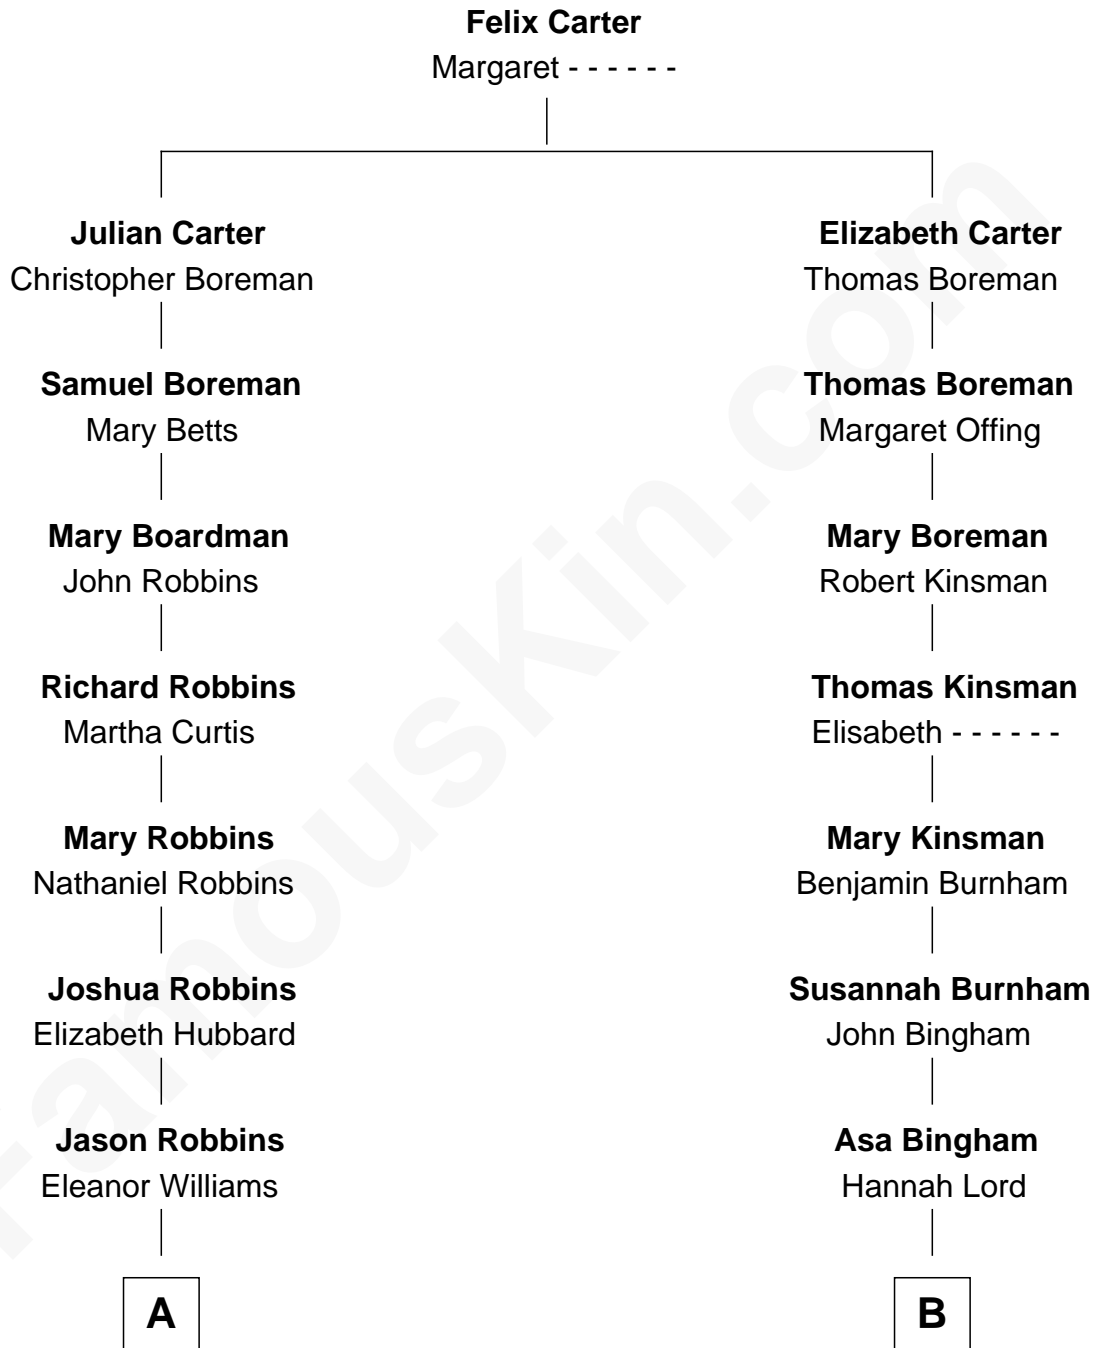 Felix Carter
Margaret - - - - - -
Julian Carter
Christopher Boreman
Elizabeth Carter
Thomas Boreman
Samuel Boreman
Mary Betts
Thomas Boreman
Margaret Offing
Mary Boardman
John Robbins
Mary Boreman
Robert Kinsman
Richard Robbins
Martha Curtis
Thomas Kinsman
Elisabeth - - - - - -
Mary Robbins
Nathaniel Robbins
Mary Kinsman
Benjamin Burnham
Joshua Robbins
Elizabeth Hubbard
Susannah Burnham
John Bingham
Jason Robbins
Eleanor Williams
Asa Bingham
Hannah Lord
A
B
FamousKin.com